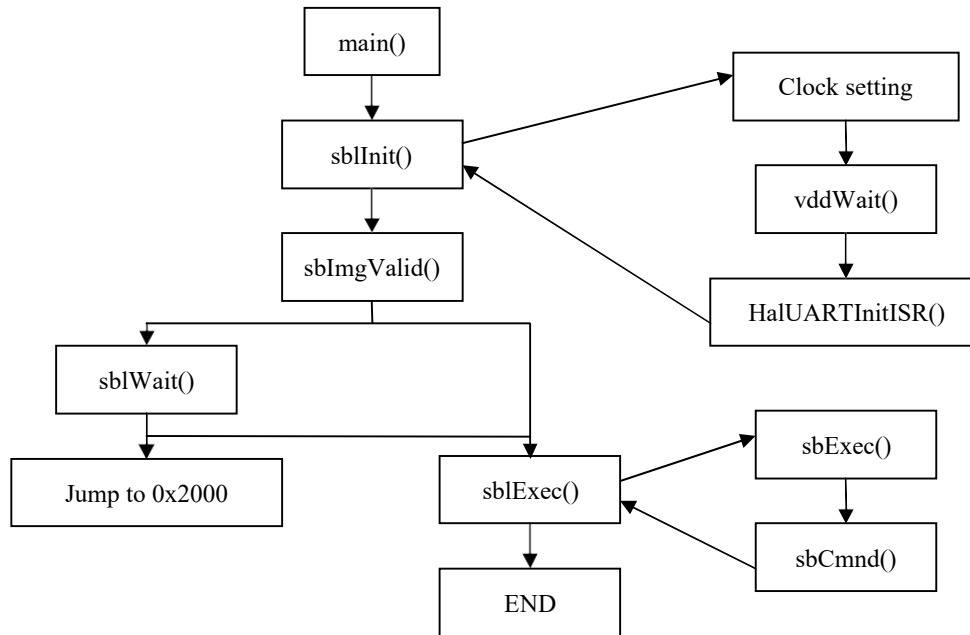 main()
Clock setting
sblInit()
vddWait()
sbImgValid()
HalUARTInitISR()
sblWait()
sbExec()
Jump to 0x2000
sblExec()
sbCmnd()
END